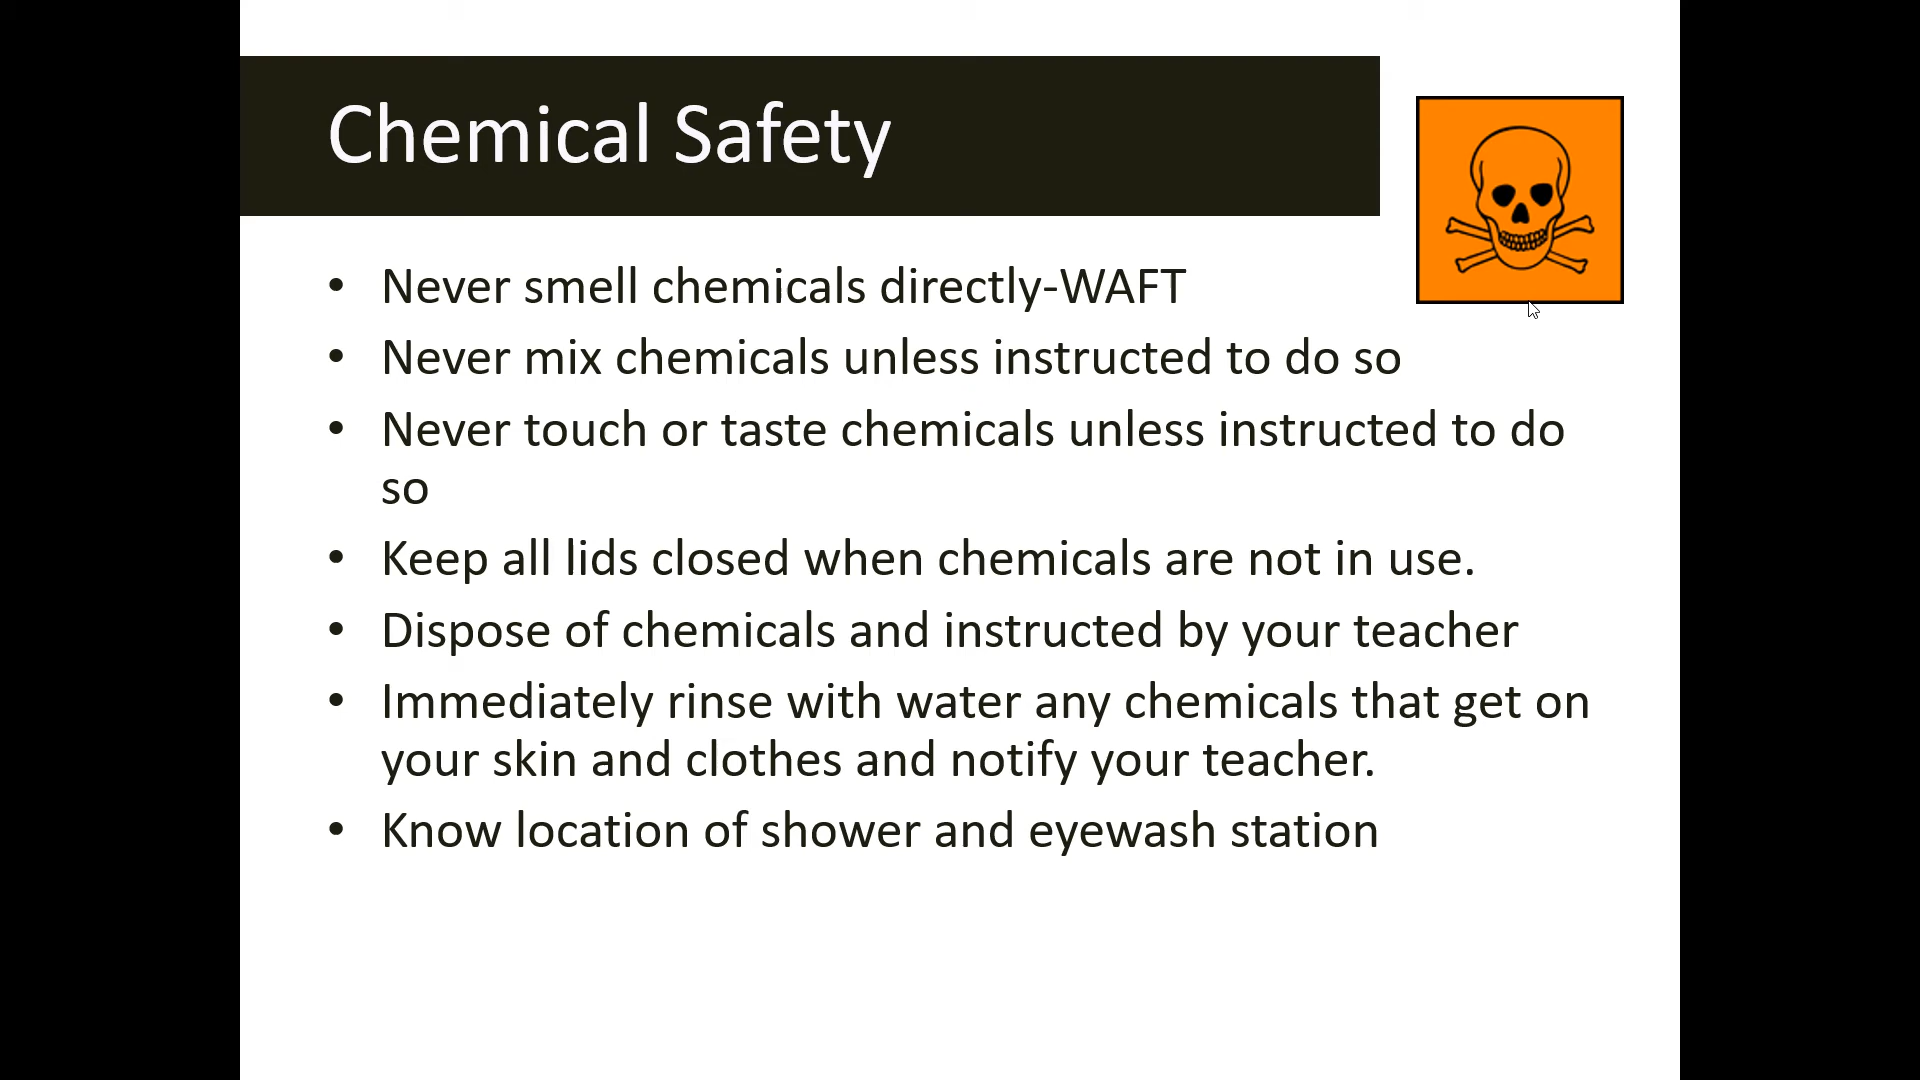 Chemical Safety
• Never smell chemicals directly-WAFT
• Never mix chemicals unless instructed to do so
• Never touch or taste chemicals unless instructed to do
so
• Keep all lids closed when chemicals are not in use.
• Dispose of chemicals and instructed by your teacher
• Immediately rinse with water any chemicals that get on
your skin and clothes and notify your teacher.
• Know location of shower and eyewash station